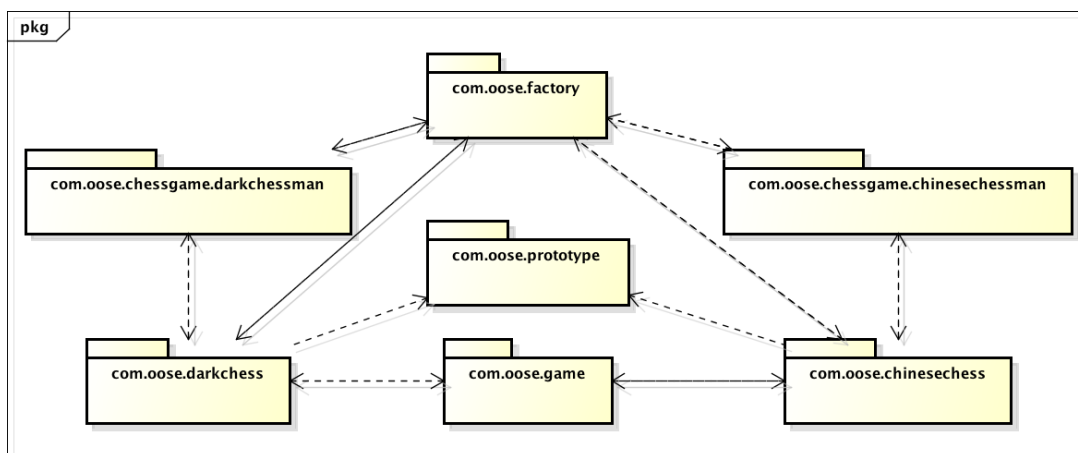 pkg
com.oose.factory
com.oose.chessgame.darkchessman
com.oose.chessgame.chinesechessman
com.oose.prototype
com.oose.darkchess
com.oose.game
com.oose.chinesechess